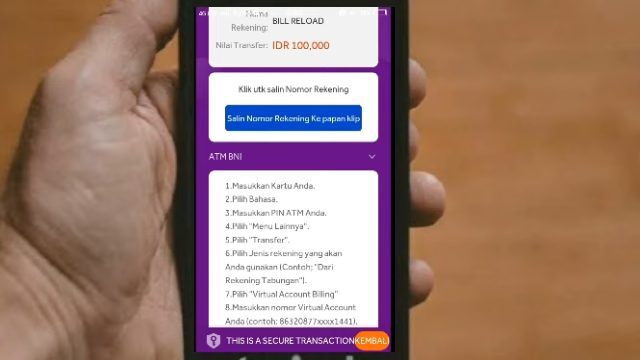 Nama
Rekening: BILL RELOAD
Nilai Transfer: IDR 100,000
Klik utk salin Nomor Rekening
Salin Nomor Rekening Ke papan klip
ATM BNI
1.Masukkan Kartu Anda.
2.Pilih Bahasa.
3.Masukkan PIN ATM Anda.
4.Pilih "Menu Lainnya".
5.Pilih "Transfer".
6.Pilih Jenis rekening yang akan
Anda gunakan (Contoh; "Dari
Rekening Tabungan").
7.Pilih "Virtual Account Billing"
8.Masukkan nomor Virtual Account
Anda (contoh: 86320877xxxx1441).
THIS IS A SECURE TRANSACTION KEMBALI